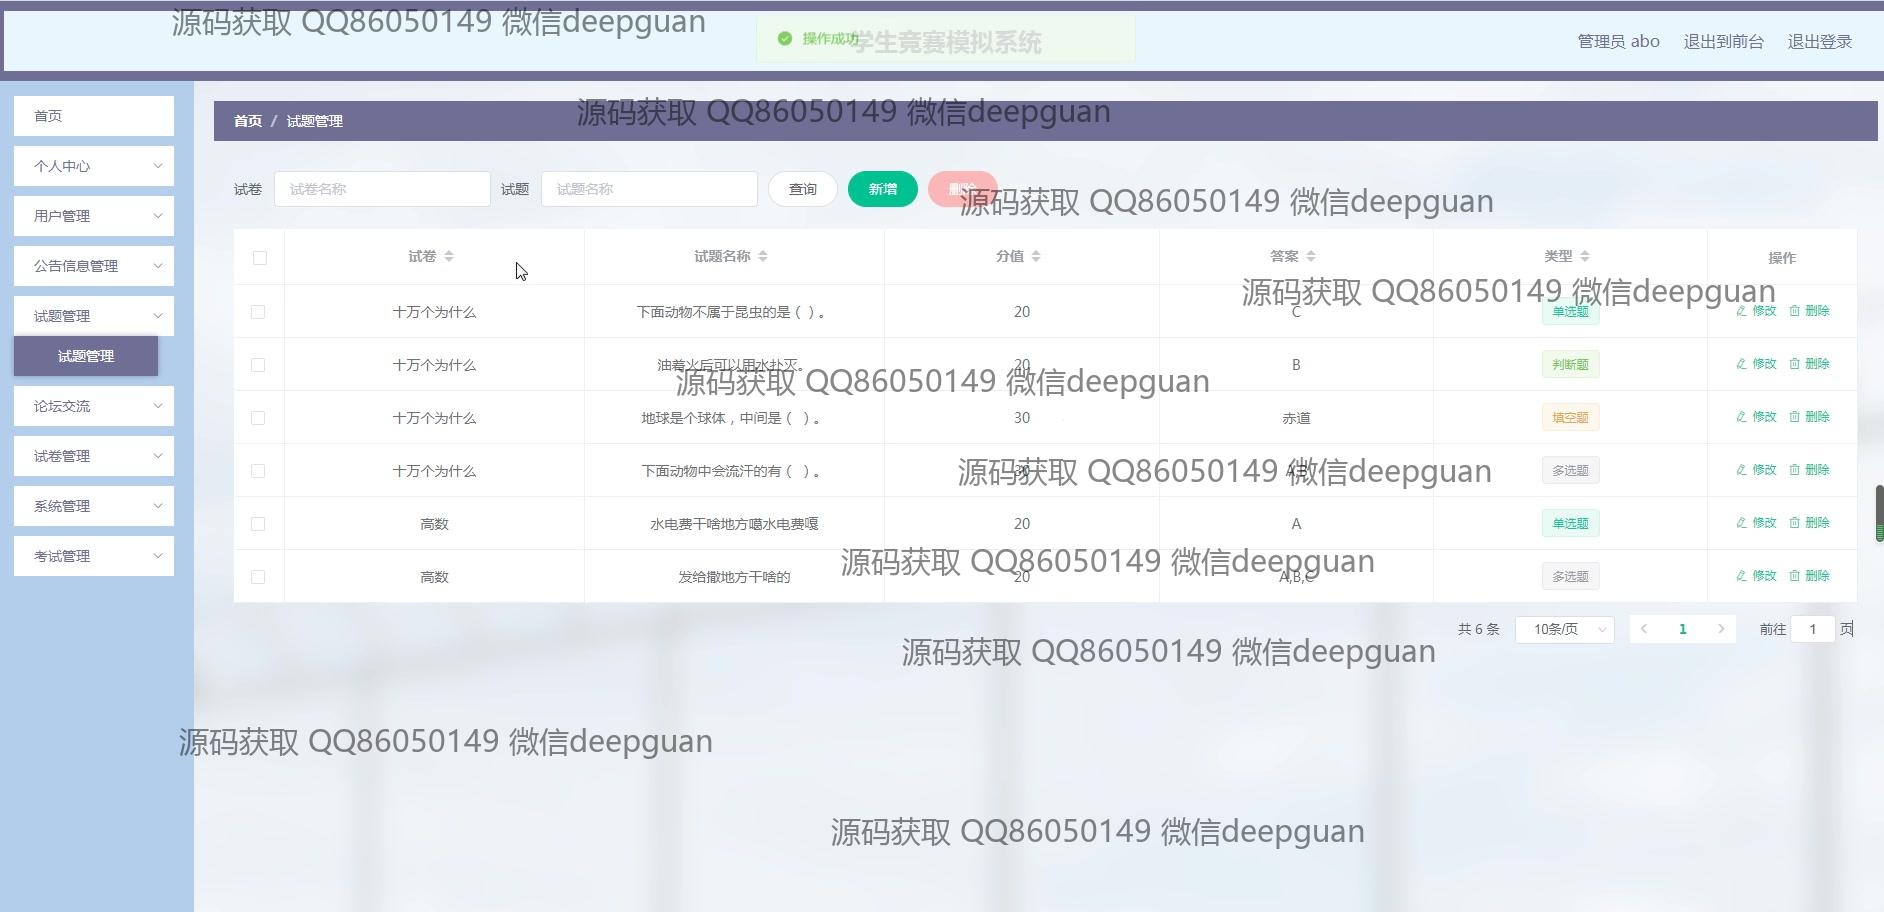 源码获取 QQ86050149 微信deepguan
操作成功
学生竞赛模拟系统
管理员 abo 退出到前台 退出登录
首页
个人中心
用户管理
公告信息管理
试题管理
试题管理
论坛交流
试卷管理
系统管理
考试管理
首页 / 试题管理
源码获取 QQ86050149 微信deepguan
试卷 试卷名称 试题 试题名称 查询 新增 删除
源码获取 QQ86050149 微信deepguan
试卷 试题名称 分值 答案 类型 操作
源码获取 QQ86050149 微信deepguan
十万个为什么 下面动物不属于昆虫的是（ ）。 20 C 单选题 修改 删除
十万个为什么 油着火后可以用水扑灭。 20 B 判断题 修改 删除
源码获取 QQ86050149 微信deepguan
十万个为什么 地球是个球体，中间是（ ）。 30 赤道 填空题 修改 删除
十万个为什么 下面动物中会流汗的有（ ）。 30 多选题 修改 删除
源码获取 QQ86050149 微信deepguan
高数 水电费干啥地方噶水电费嘎 20 A 单选题 修改 删除
源码获取 QQ86050149 微信deepguan
高数 发给撒地方干啥的 20 A,B,C 多选题 修改 删除
共 6 条 10条/页 1 前往 1 页
源码获取 QQ86050149 微信deepguan
源码获取 QQ86050149 微信deepguan
源码获取 QQ86050149 微信deepguan